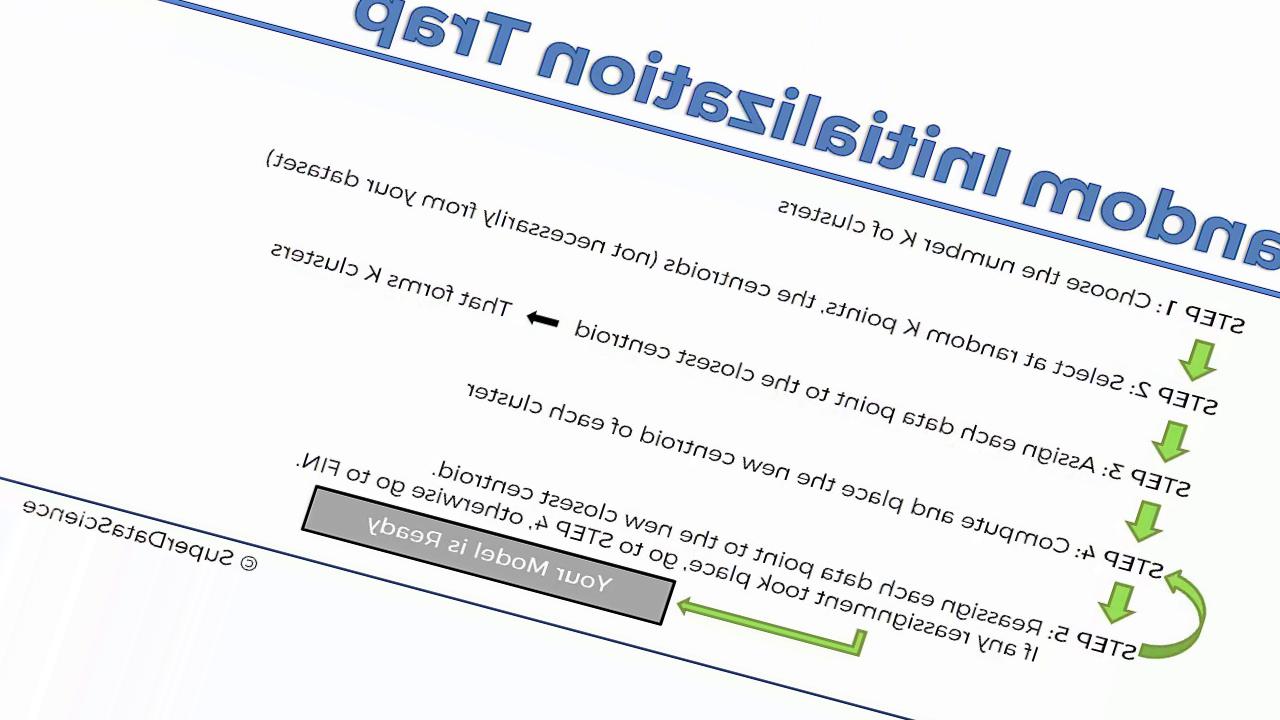 andom Initialization Trap
STEP 1: Choose the number K of clusters
STEP 2: Select at random K points, the centroids (not necessarily from your dataset)
STEP 3: Assign each data point to the closest centroid That forms K clusters
STEP 4: Compute and place the new centroid of each cluster
STEP 5: Reassign each data point to the new closest centroid.
If any reassignment took place, go to STEP 4, otherwise go to FIN.
Your Model is Ready
© SuperDataScience